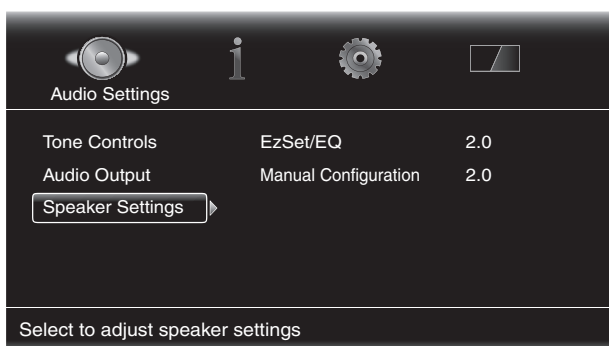 Audio Settings
Tone Controls EzSet/EQ 2.0
Audio Output Manual Configuration 2.0
Speaker Settings
Select to adjust speaker settings